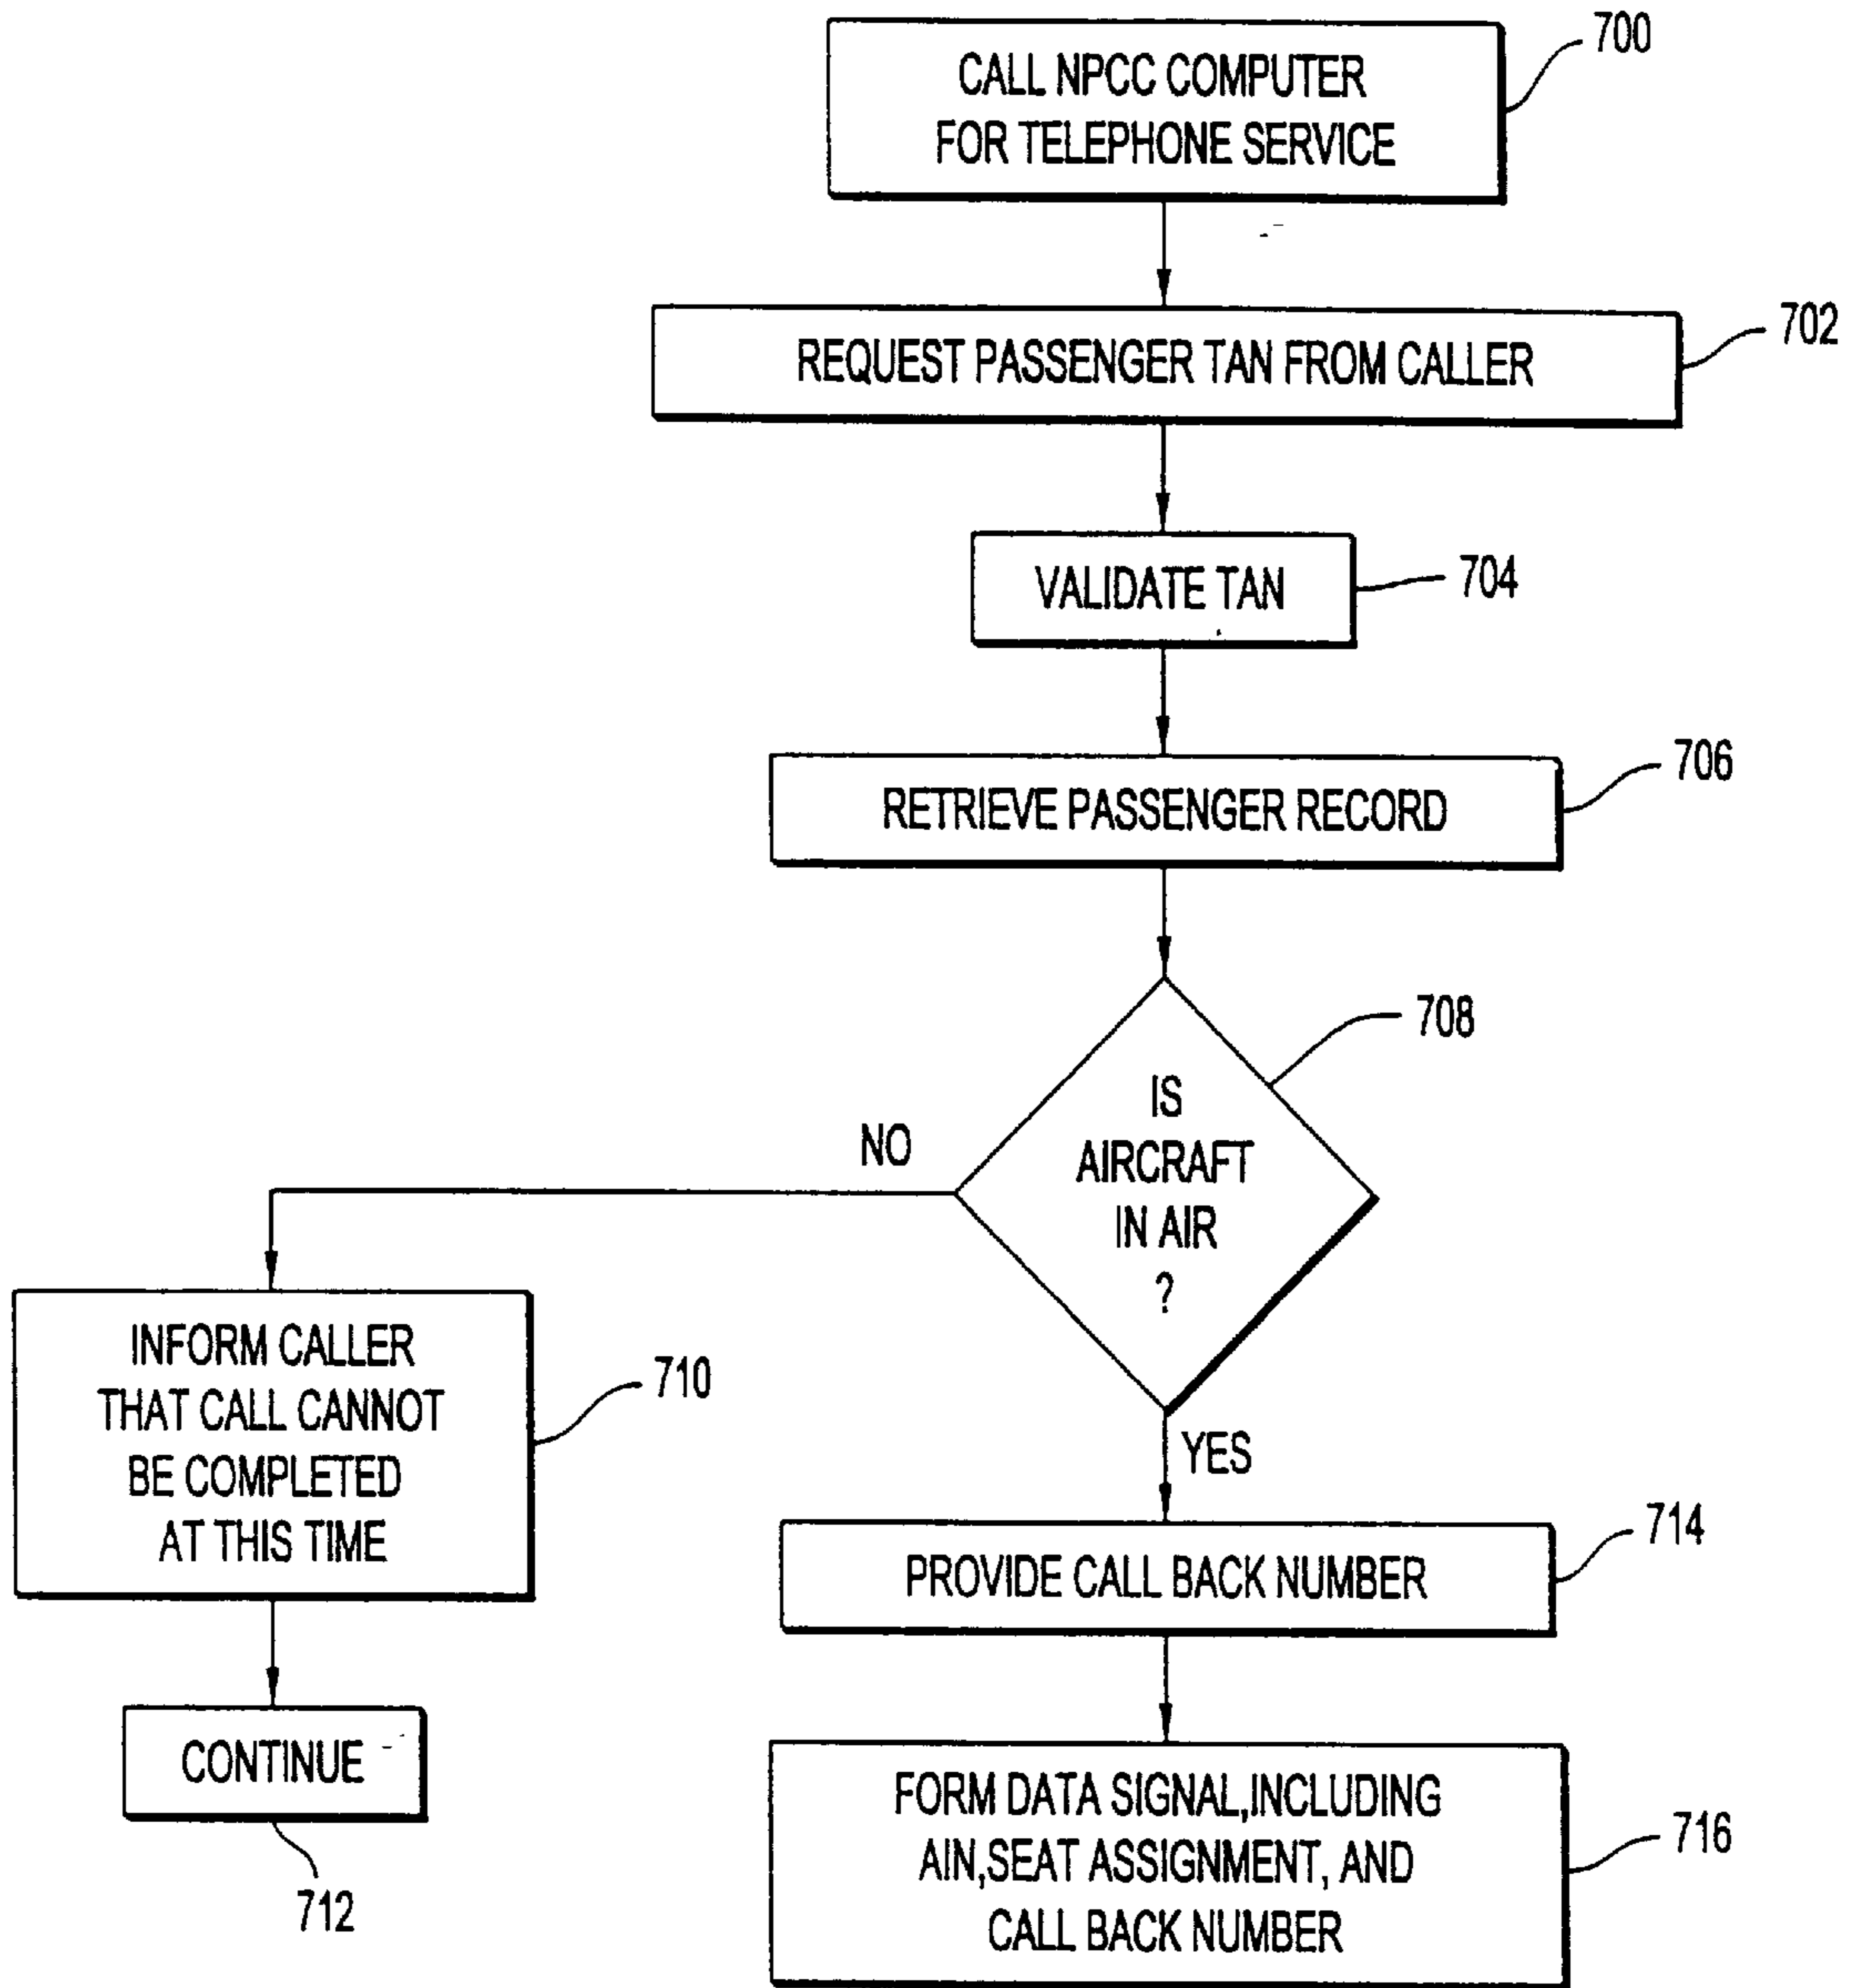 CALL NPCC COMPUTER
FOR TELEPHONE SERVICE
700
REQUEST PASSENGER TAN FROM CALLER
702
VALIDATE TAN
704
RETRIEVE PASSENGER RECORD
706
IS
AIRCRAFT
IN AIR
?
708
NO
INFORM CALLER
THAT CALL CANNOT
BE COMPLETED
AT THIS TIME
710
CONTINUE
712
YES
PROVIDE CALL BACK NUMBER
714
FORM DATA SIGNAL,INCLUDING
AIN,SEAT ASSIGNMENT, AND
CALL BACK NUMBER
716